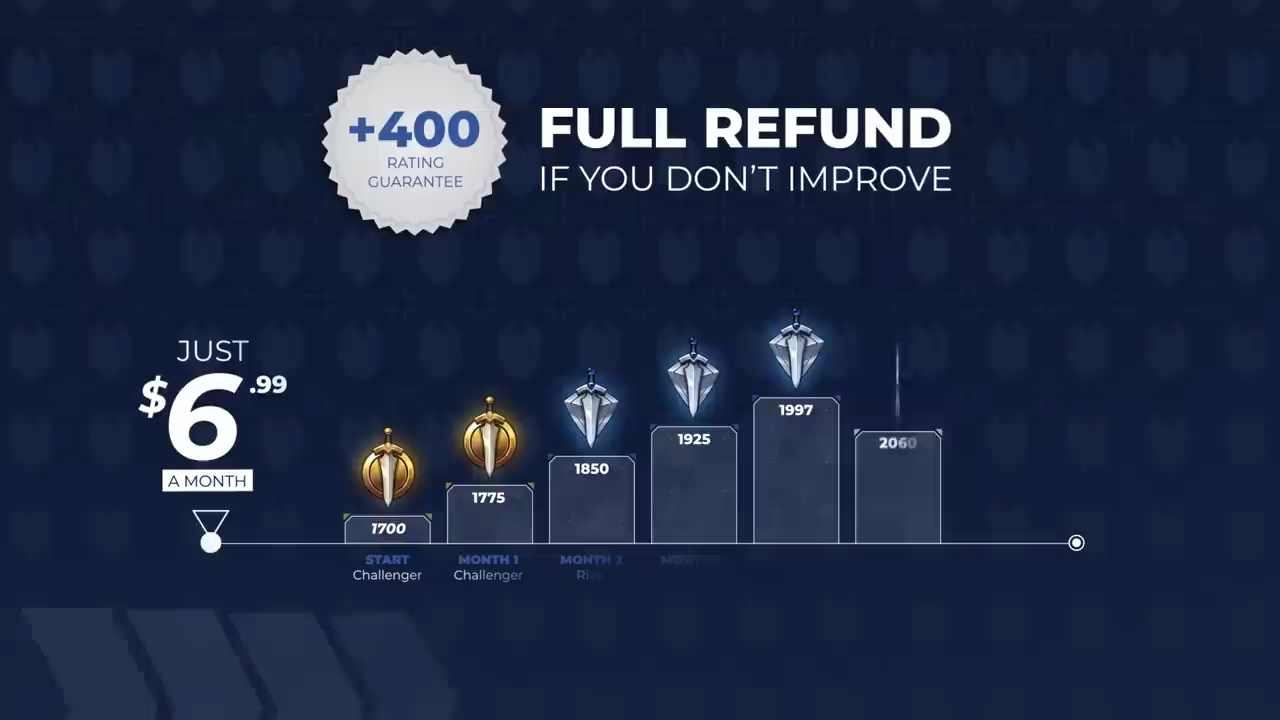 +400
RATING
GUARANTEE
FULL REFUND
IF YOU DON'T IMPROVE
JUST
$6.99
A MONTH
1700
1775
1850
1925
1997
2060
START
MONTH 1
MONTH 2
Challenger
Challenger